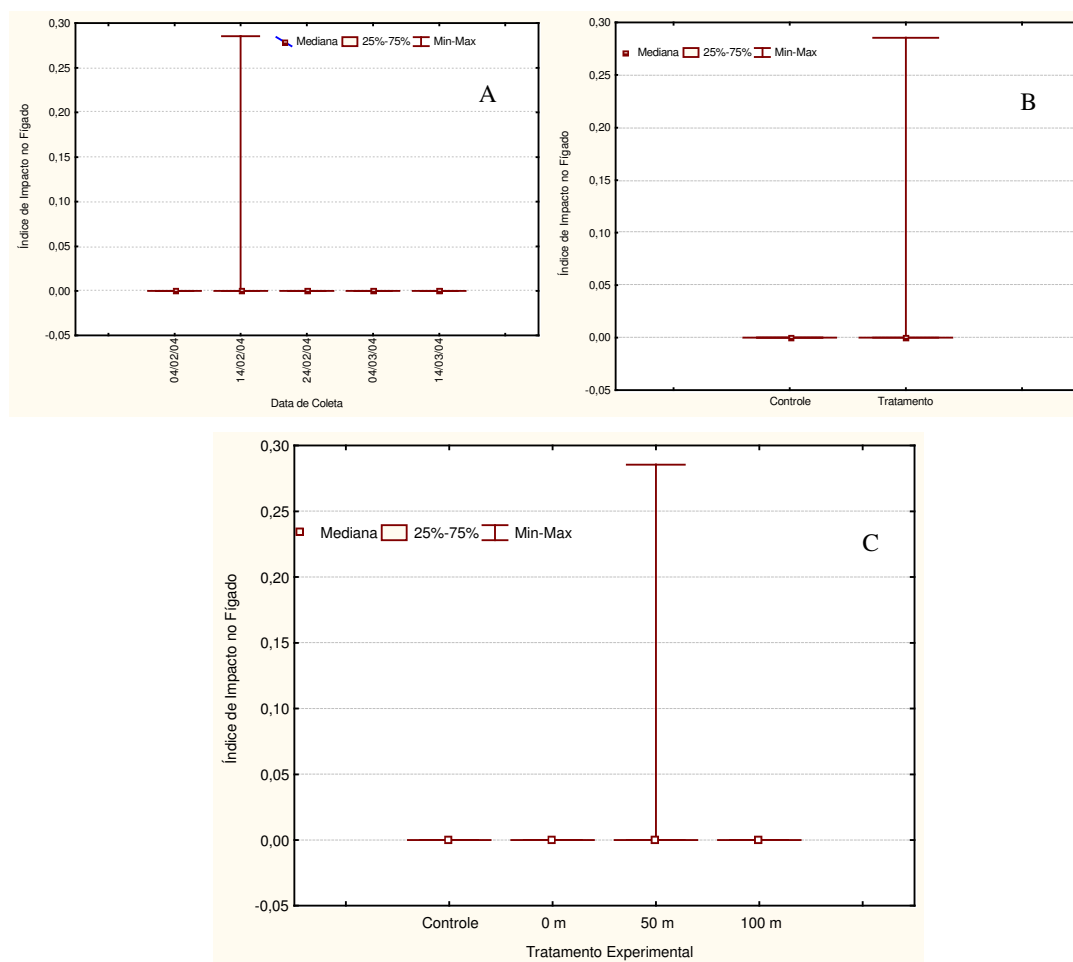 0,30
0,25
0,20
0,15
0,10
0,05
0,00
-0,05
Índice de Impacto no Fígado
Mediana 25%-75% Min-Max
A
04/02/04
14/02/04
24/02/04
04/03/04
14/03/04
Data de Coleta
0,30
0,25
0,20
0,15
0,10
0,05
0,00
-0,05
Índice de Impacto no Fígado
Mediana 25%-75% Min-Max
B
Controle Tratamento
0,30
0,25
0,20
0,15
0,10
0,05
0,00
-0,05
Índice de Impacto no Fígado
Mediana 25%-75% Min-Max
C
Controle 0 m 50 m 100 m
Tratamento Experimental